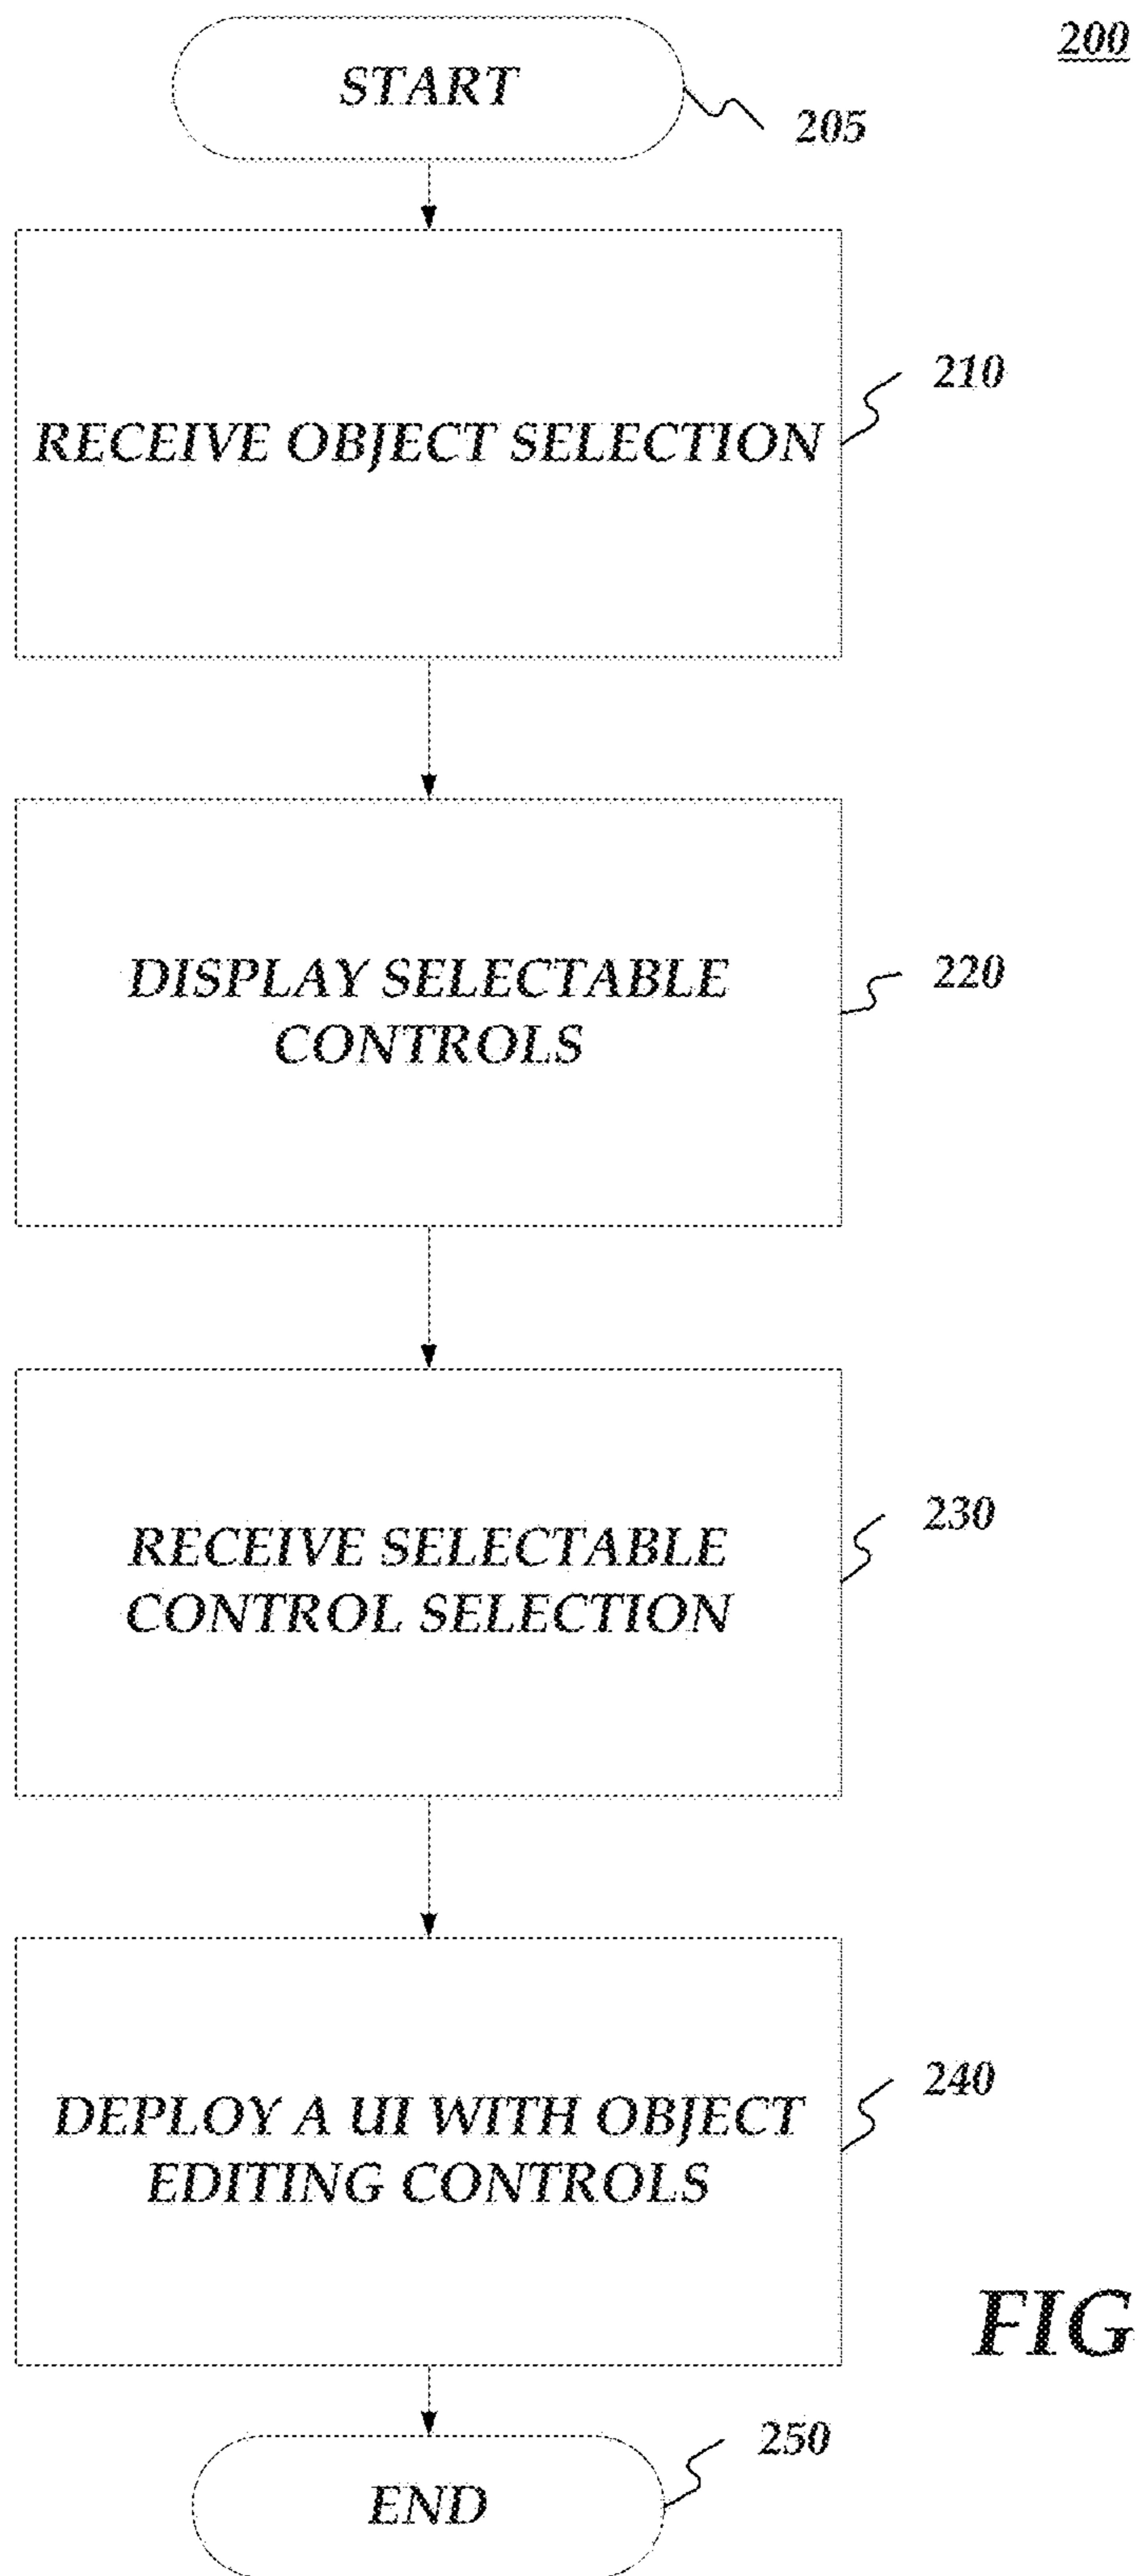 200
START
205
RECEIVE OBJECT SELECTION
210
DISPLAY SELECTABLE
CONTROLS
220
RECEIVE SELECTABLE
CONTROL SELECTION
230
DEPLOY A UI WITH OBJECT
EDITING CONTROLS
240
FIG
END
250